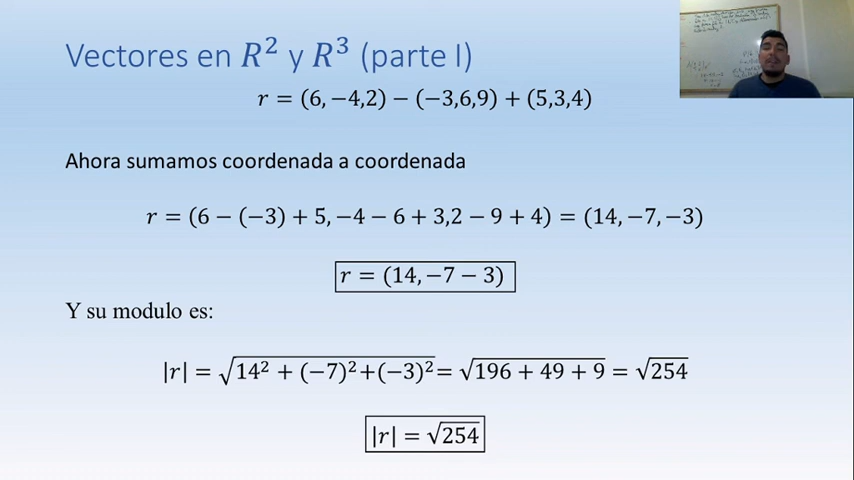 Vectores en R² y R³ (parte I)
r = (6, −4,2) − (−3,6,9) + (5,3,4)
Ahora sumamos coordenada a coordenada
r = (6 − (−3) + 5, −4 − 6 + 3,2 − 9 + 4) = (14, −7, −3)
r = (14, −7 − 3)
Y su modulo es:
|r| = √14² + (−7)²+(−3)²= √196 + 49 + 9 = √254
|r| = √254